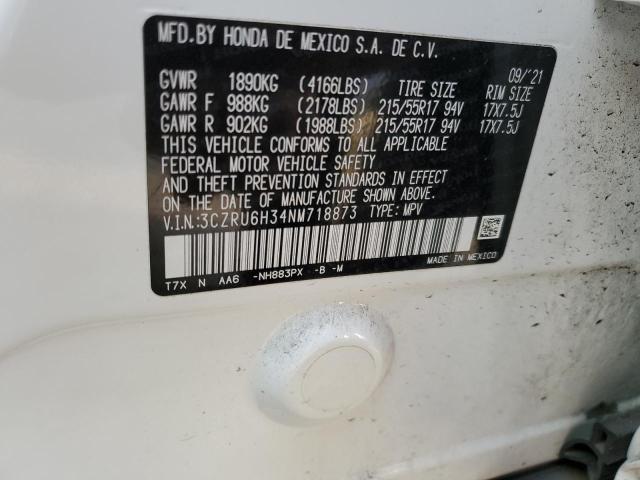 MFD.BY HONDA DE MEXICO S.A. DE C.V.
09/'21
GVWR 1890KG (4166LBS) TIRE SIZE RIM SIZE
GAWR F 988KG (2178LBS) 215/55R17 94V 17X7.5J
GAWR R 902KG (1988LBS) 215/55R17 94V 17X7.5J
THIS VEHICLE CONFORMS TO ALL APPLICABLE
FEDERAL MOTOR VEHICLE SAFETY
AND THEFT PREVENTION STANDARDS IN EFFECT
ON THE DATE OF MANUFACTURE SHOWN ABOVE.
V.I.N.:3CZRU6H34NM718873 TYPE: MPV
T7X N AA6 -NH883PX -B -M
MADE IN MEXICO